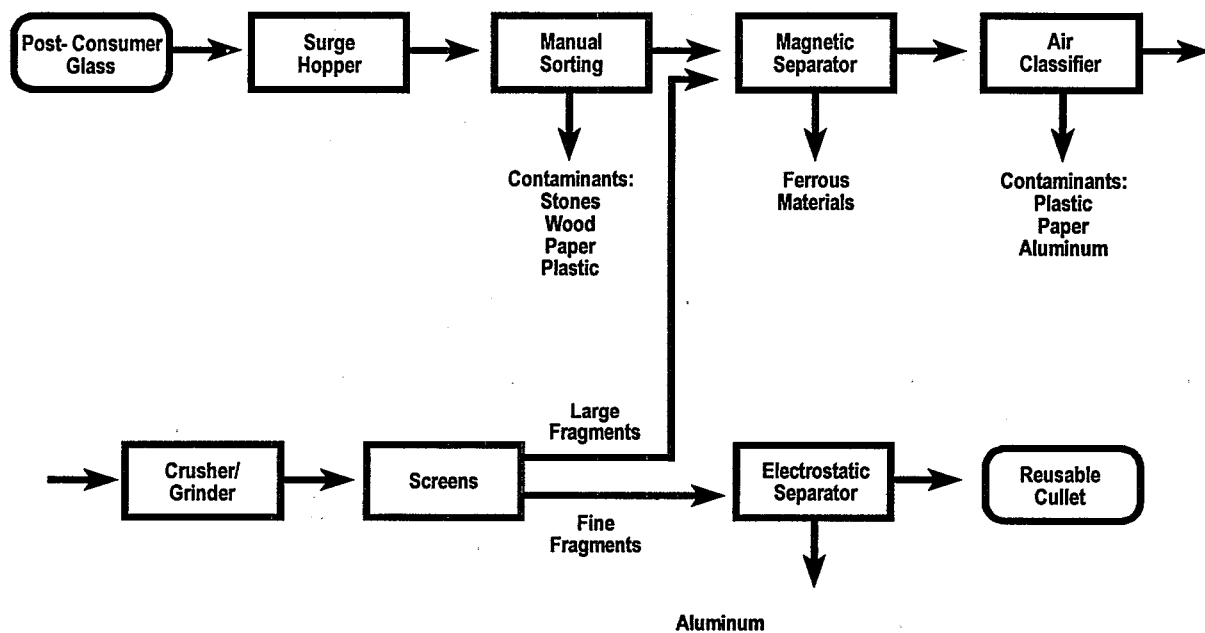 Post- Consumer
Glass
Surge
Hopper
Manual
Sorting
Magnetic
Separator
Air
Classifier
Contaminants:
Stones
Wood
Paper
Plastic
Ferrous
Materials
Contaminants:
Plastic
Paper
Aluminum
Large
Fragments
Crusher/
Grinder
Screens
Electrostatic
Separator
Reusable
Cullet
Fine
Fragments
Aluminum